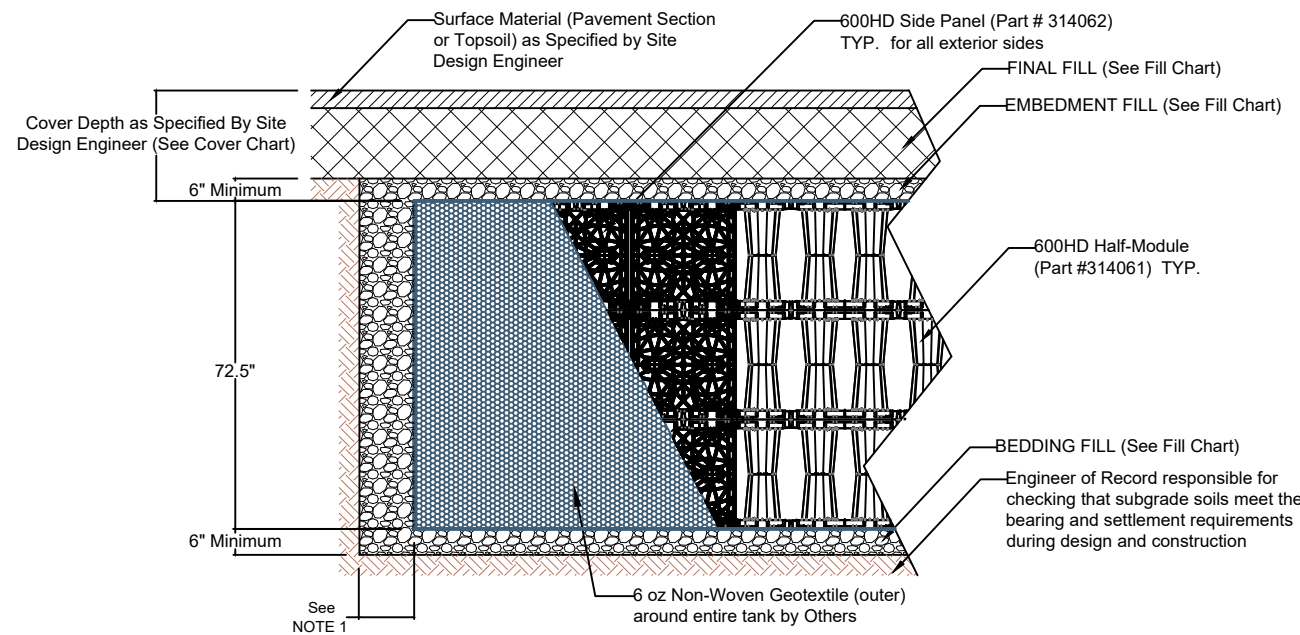 Surface Material (Pavement Section
or Topsoil) as Specified by Site
Design Engineer
600HD Side Panel (Part # 314062)
TYP. for all exterior sides
FINAL FILL (See Fill Chart)
EMBEDMENT FILL (See Fill Chart)
Cover Depth as Specified By Site
Design Engineer (See Cover Chart)
6" Minimum
600HD Half-Module
(Part #314061) TYP.
72.5"
BEDDING FILL (See Fill Chart)
Engineer of Record responsible for
checking that subgrade soils meet the
bearing and settlement requirements
during design and construction
6" Minimum
6 oz Non-Woven Geotextile (outer)
around entire tank by Others
See
NOTE 1